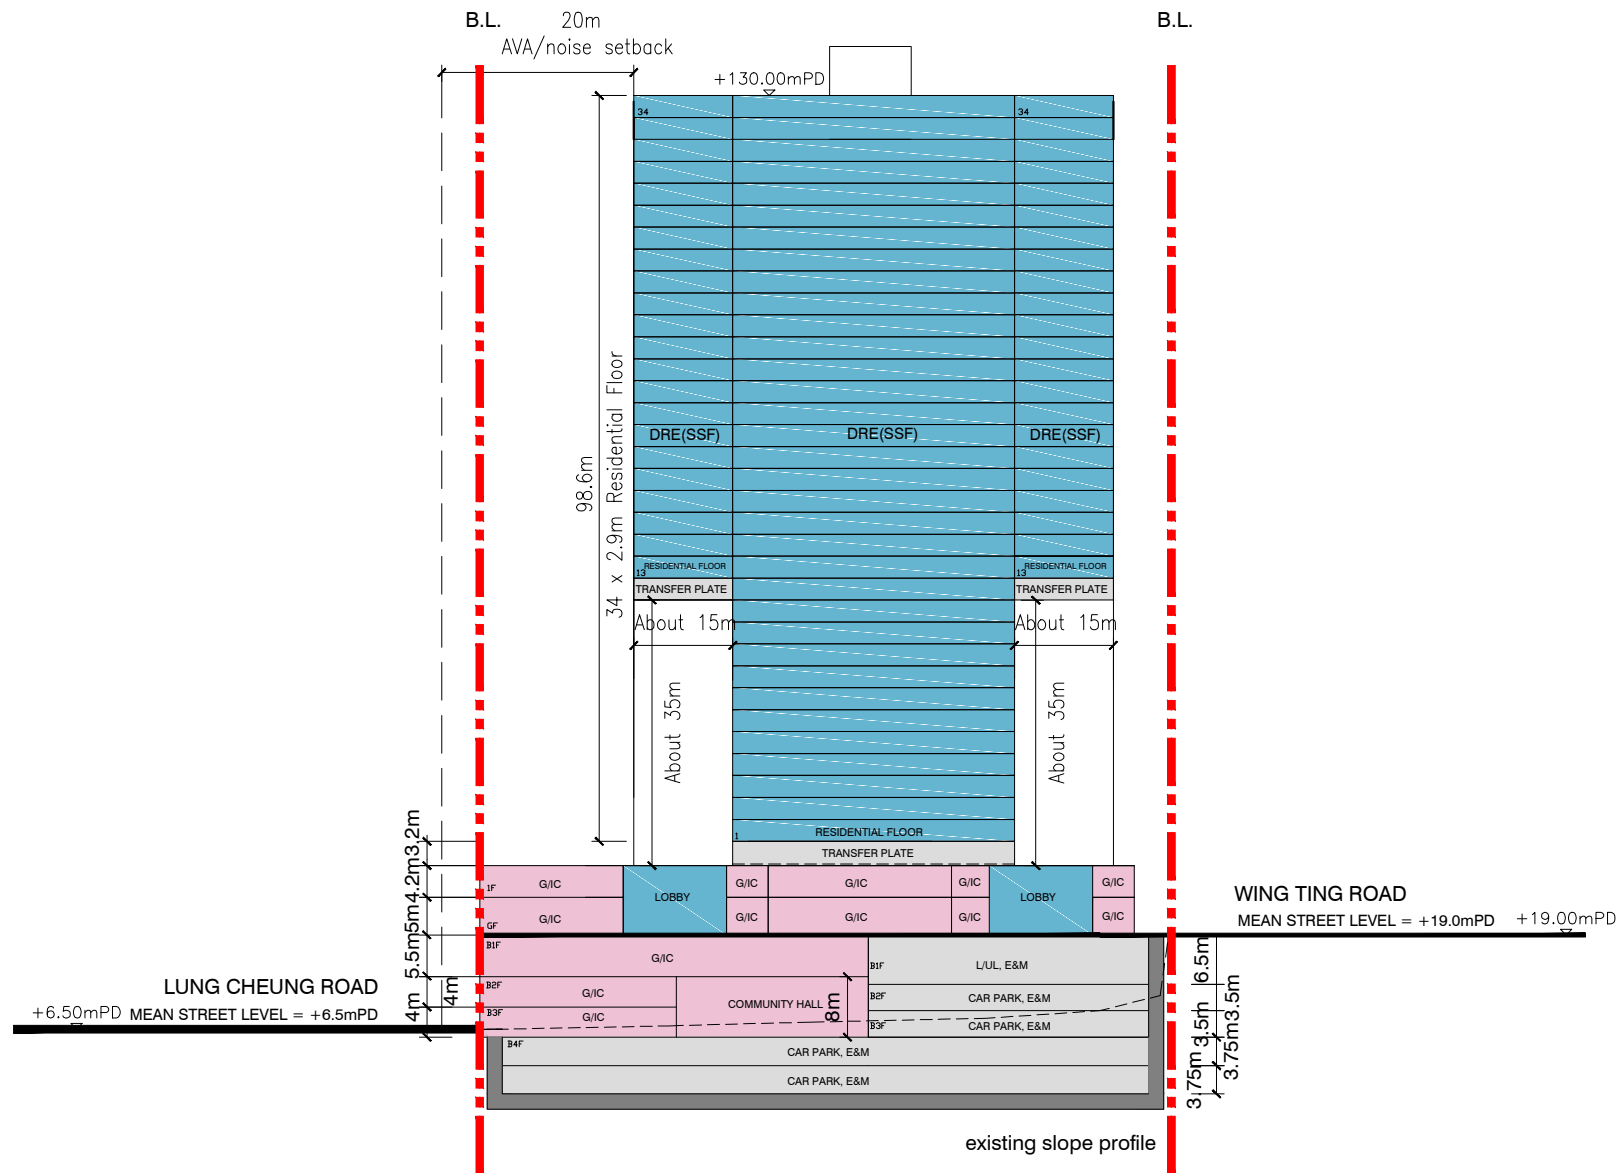 B.L.
20m
AVA/noise setback
B.L.
+130.00mPD
34
34
98.6m
34 x 2.9m Residential Floor
DRE(SSF)
DRE(SSF)
DRE(SSF)
RESIDENTIAL FLOOR
13
RESIDENTIAL FLOOR
13
TRANSFER PLATE
TRANSFER PLATE
About 15m
About 15m
About 35m
About 35m
1
RESIDENTIAL FLOOR
TRANSFER PLATE
3.2m
4.2m
5m
5.5m
4m
4m
1F
G/IC
LOBBY
G/IC
G/IC
G/IC
LOBBY
G/IC
GF
G/IC
G/IC
G/IC
G/IC
G/IC
WING TING ROAD
MEAN STREET LEVEL = +19.0mPD
+19.00mPD
B1F
G/IC
B1F
L/UL, E&M
6.5m
LUNG CHEUNG ROAD
B2F
G/IC
COMMUNITY HALL
8m
B2F
CAR PARK, E&M
3.5m
+6.50mPD
MEAN STREET LEVEL = +6.5mPD
B3F
G/IC
B3F
CAR PARK, E&M
3.5m
B4F
CAR PARK, E&M
3.75m
CAR PARK, E&M
3.75m
existing slope profile